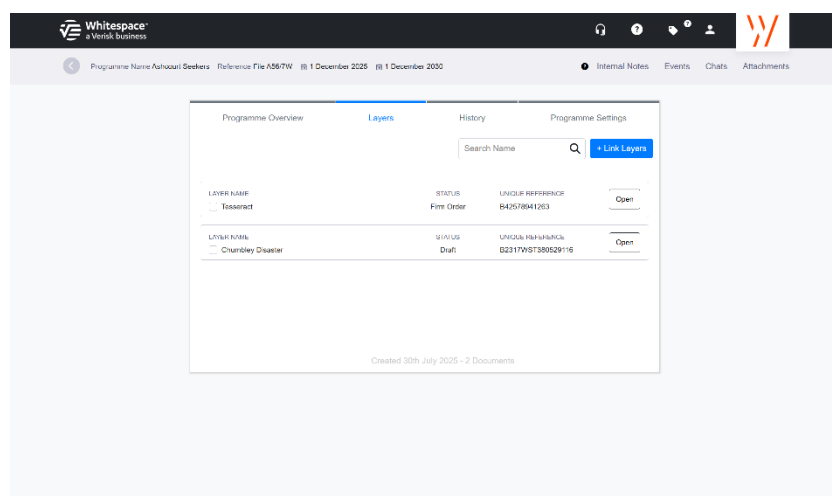 Whitespace
a Verisk business
Programme Name Ashcourt Seekers Reference File A56/7W 1 December 2025 1 December 2030
Internal Notes Events Chats Attachments
Programme Overview Layers History Programme Settings
Search Name + Link Layers
LAYER NAME STATUS UNIQUE REFERENCE
Tesseract Firm Order B42578941263 Open
LAYER NAME STATUS UNIQUE REFERENCE
Chumbley Disaster Draft Open
Created 30th July 2025 - 2 Documents